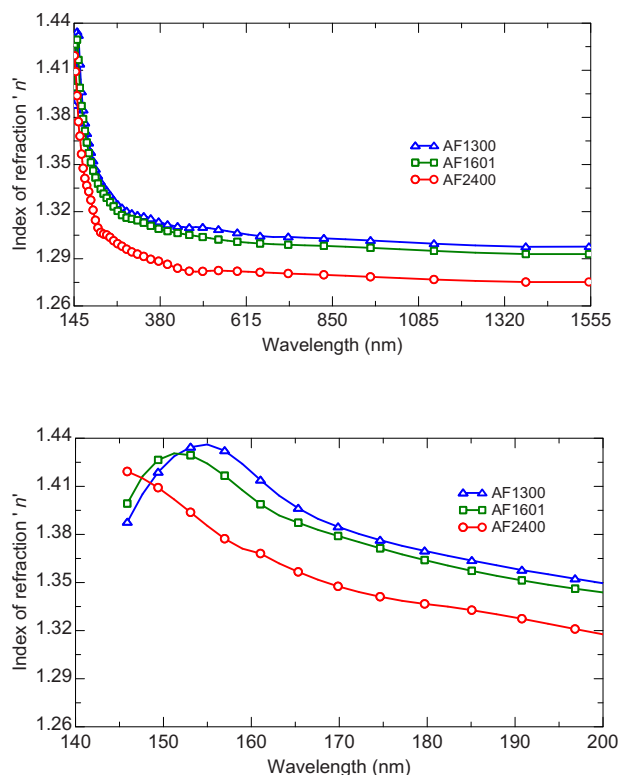 1.44
1.41
1.38
1.35
1.32
1.29
1.26
Index of refraction ' n'
AF1300
AF1601
AF2400
145 380 615 850 1085 1320 1555
Wavelength (nm)
1.44
1.41
1.38
1.35
1.32
1.29
1.26
Index of refraction ' n'
AF1300
AF1601
AF2400
140 150 160 170 180 190 200
Wavelength (nm)